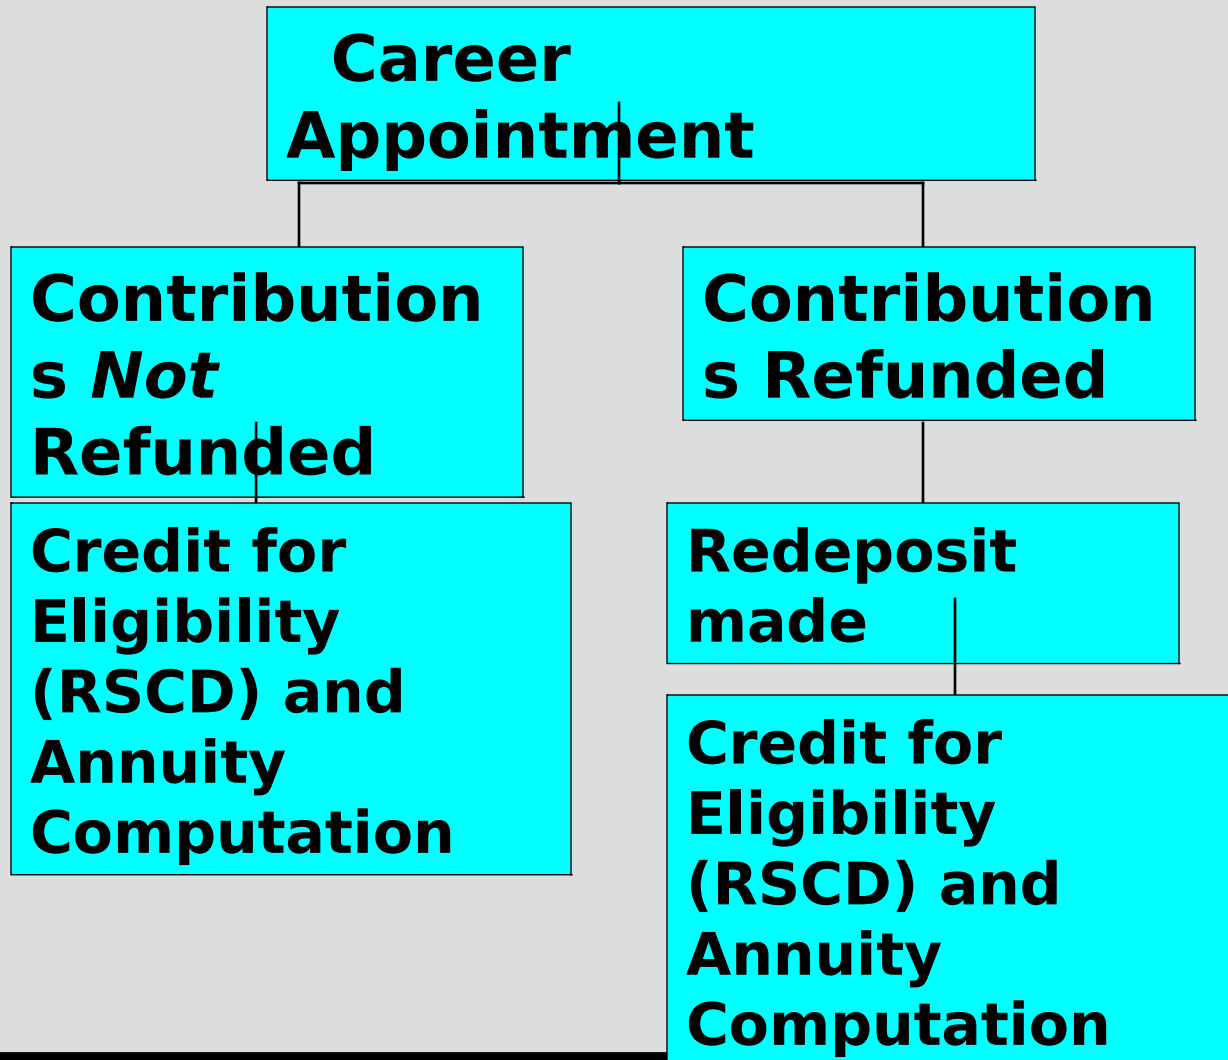 Career
Appointment
Contribution
s Not
Refunded
Contribution
s Refunded
Credit for
Eligibility
(RSCD) and
Annuity
Computation
Redeposit
made
Credit for
Eligibility
(RSCD) and
Annuity
Computation